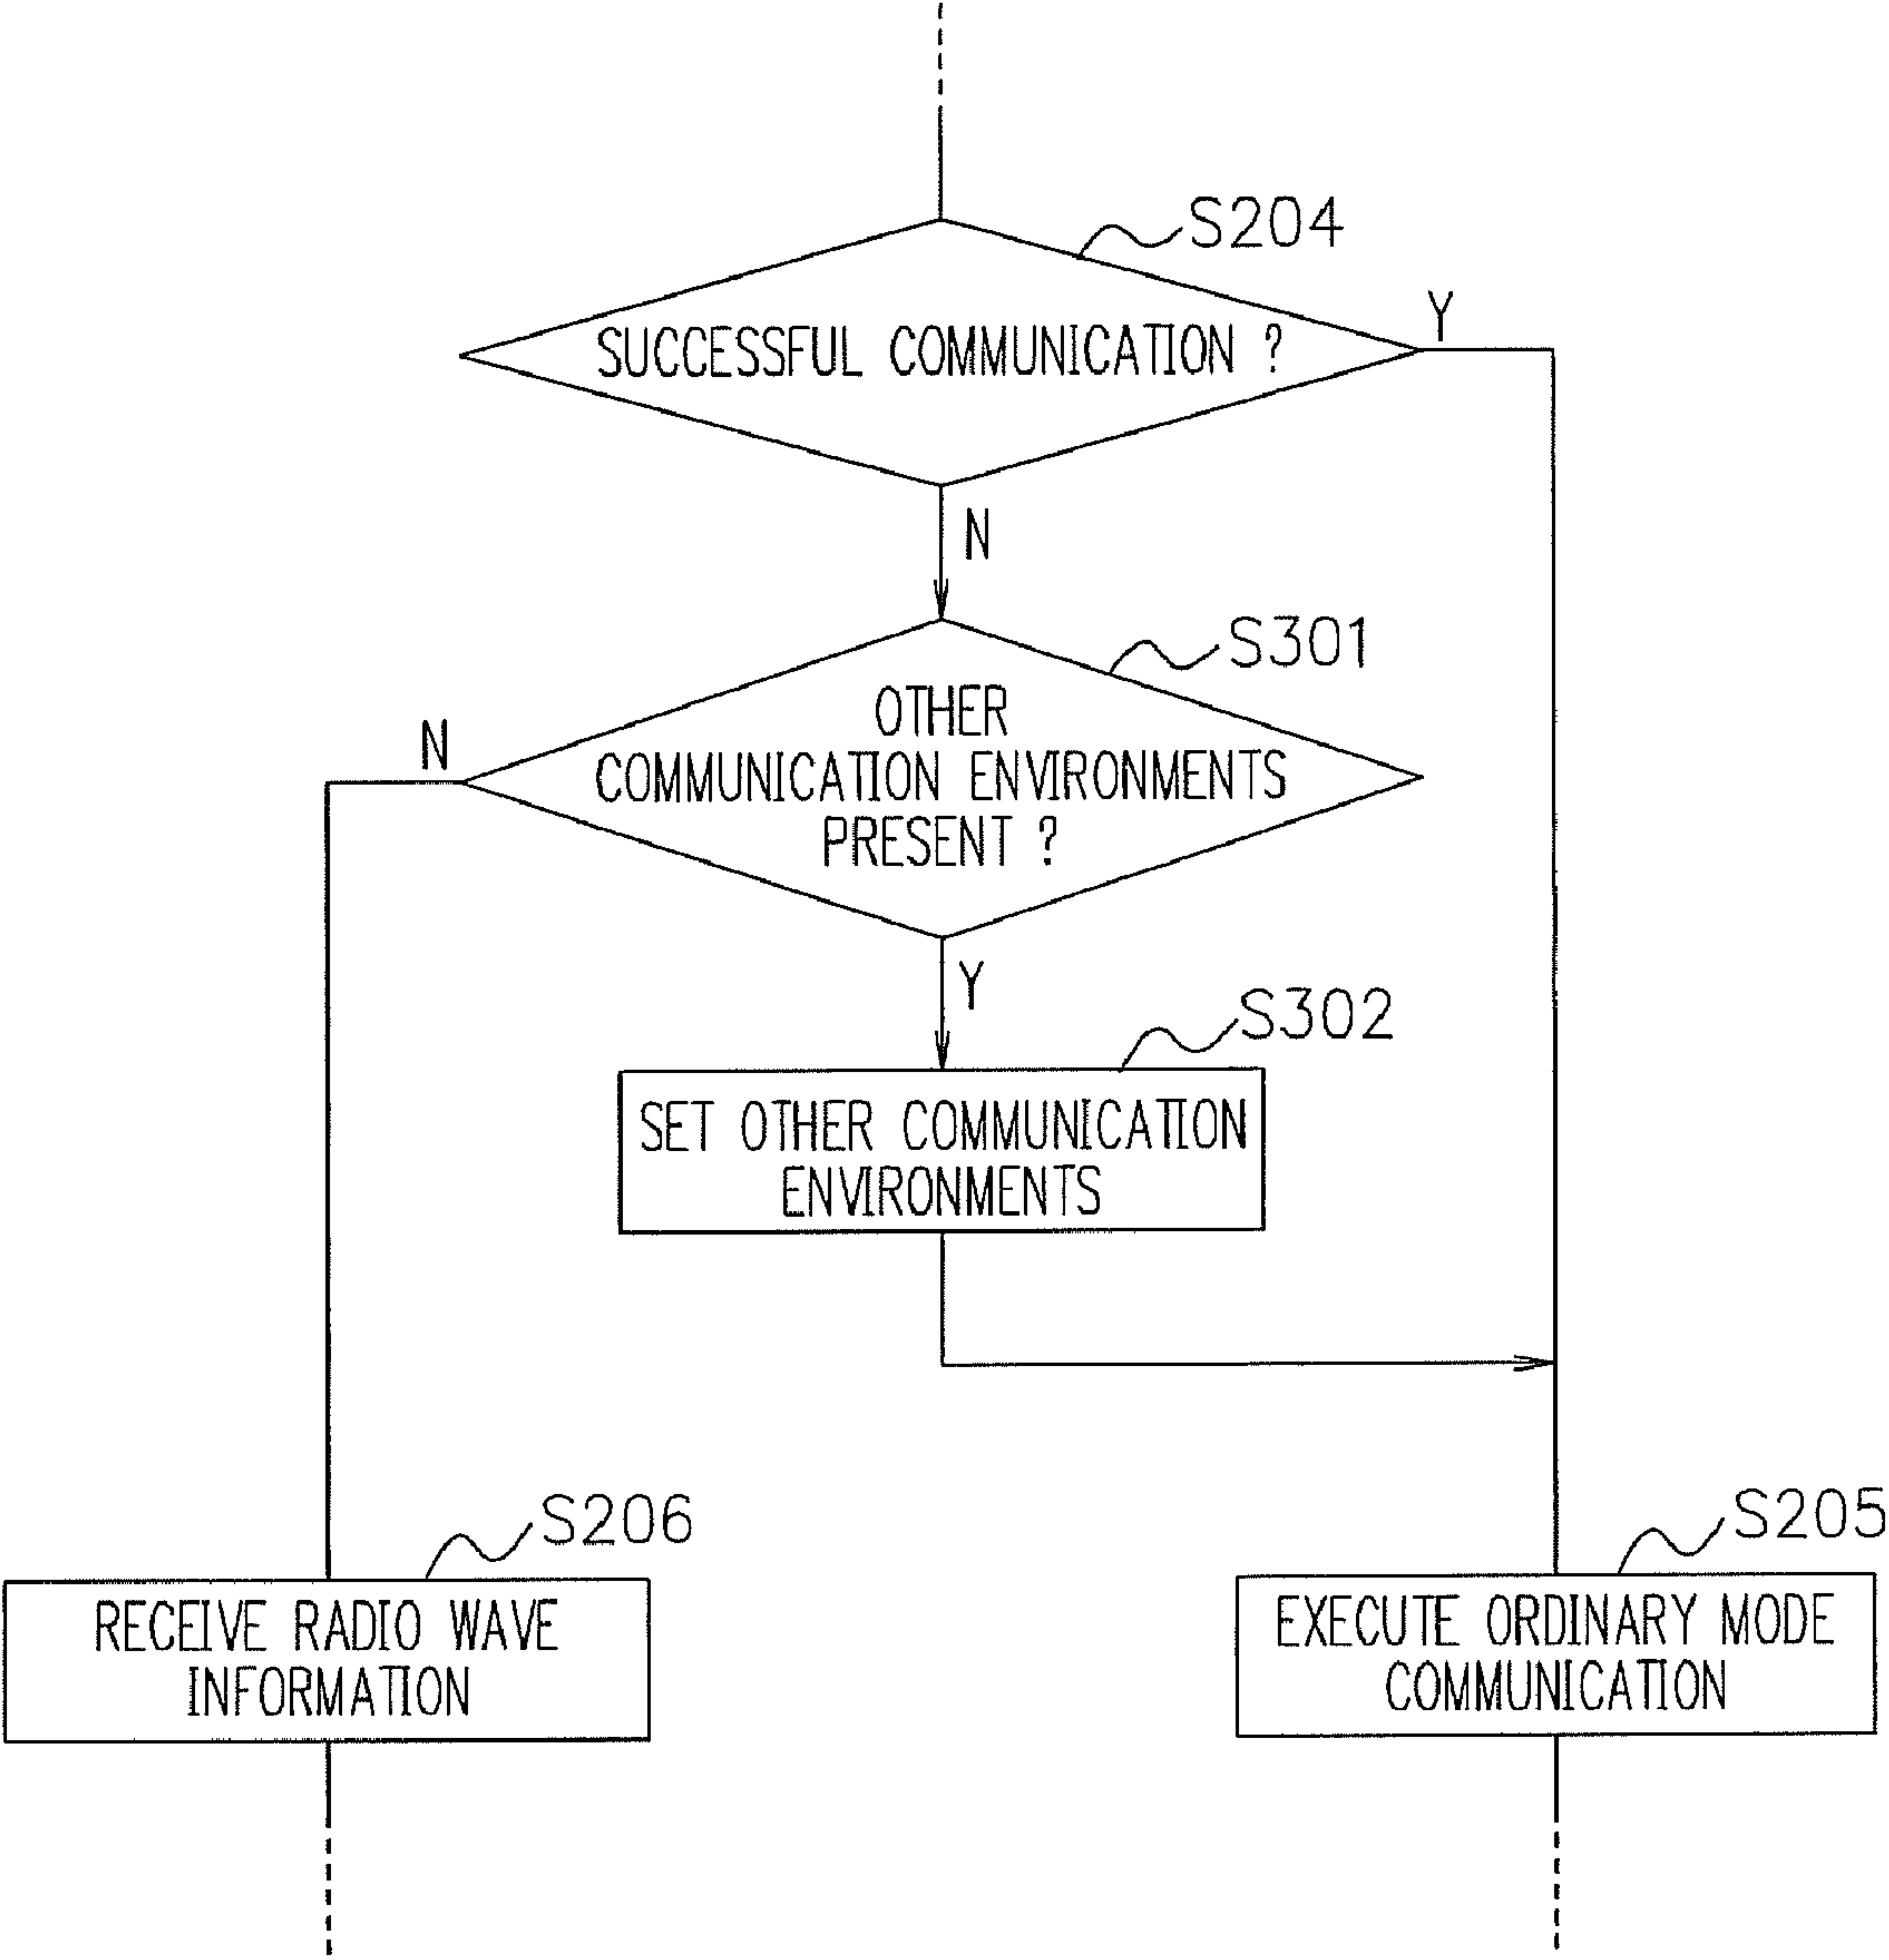 S204
SUCCESSFUL COMMUNICATION ?
Y
N
S301
OTHER
COMMUNICATION ENVIRONMENTS
PRESENT ?
N
Y
S302
SET OTHER COMMUNICATION
ENVIRONMENTS
S206
RECEIVE RADIO WAVE
INFORMATION
S205
EXECUTE ORDINARY MODE
COMMUNICATION